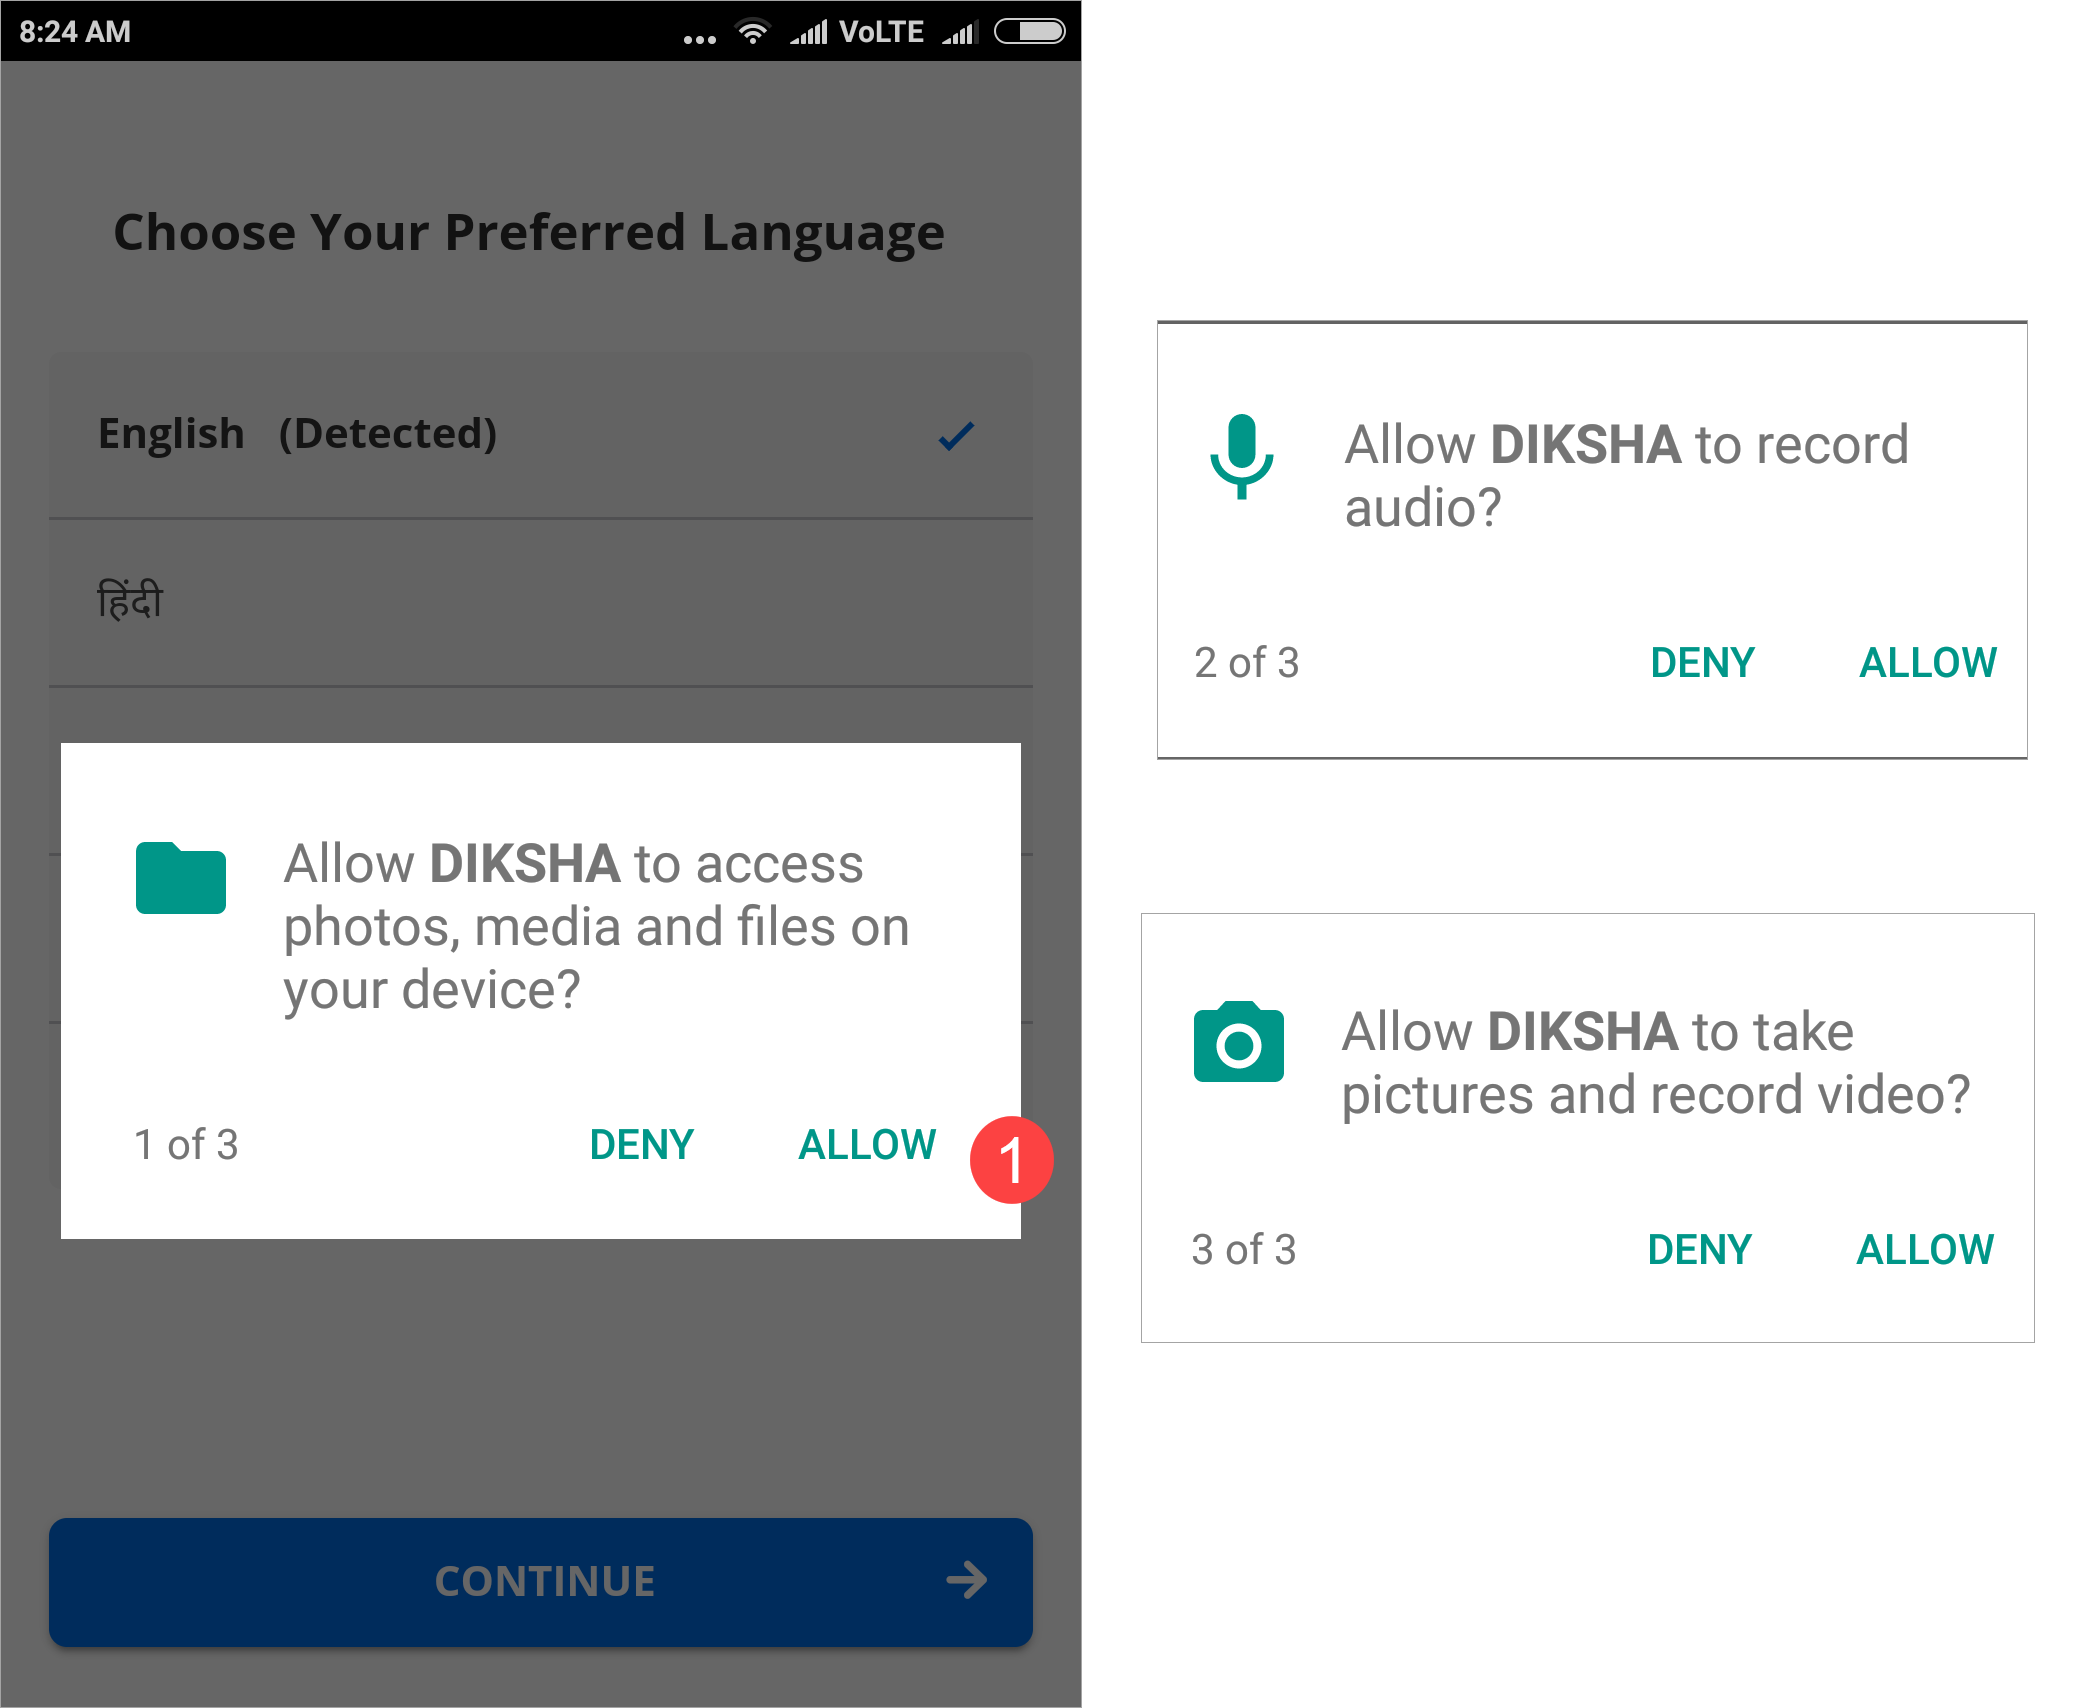 8:24 AM
VoLTE
Choose Your Preferred Language
English (Detected)
हिंदी
Allow DIKSHA to access
photos, media and files on
your device?
1 of 3 DENY ALLOW
1
CONTINUE
Allow DIKSHA to record
audio?
2 of 3 DENY ALLOW
Allow DIKSHA to take
pictures and record video?
3 of 3 DENY ALLOW